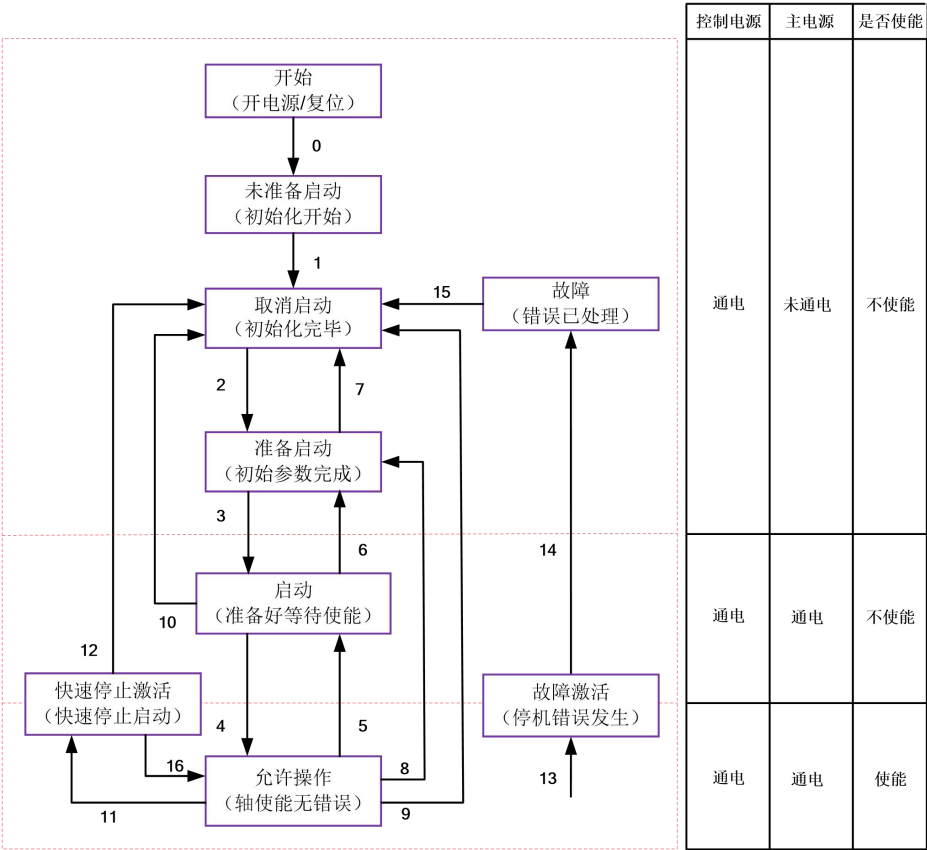 控制电源 主电源 是否使能
开始
（开电源/复位）
0
未准备启动
（初始化开始）
1
取消启动
（初始化完毕）
15
故障
（错误已处理）
通电 未通电 不使能
2
7
准备启动
（初始参数完成）
3
6
14
启动
（准备好等待使能）
10
通电 通电 不使能
12
快速停止激活
（快速停止启动）
4
5
故障激活
（停机错误发生）
16
允许操作
（轴使能无错误）
8
9
11
13
通电 通电 使能